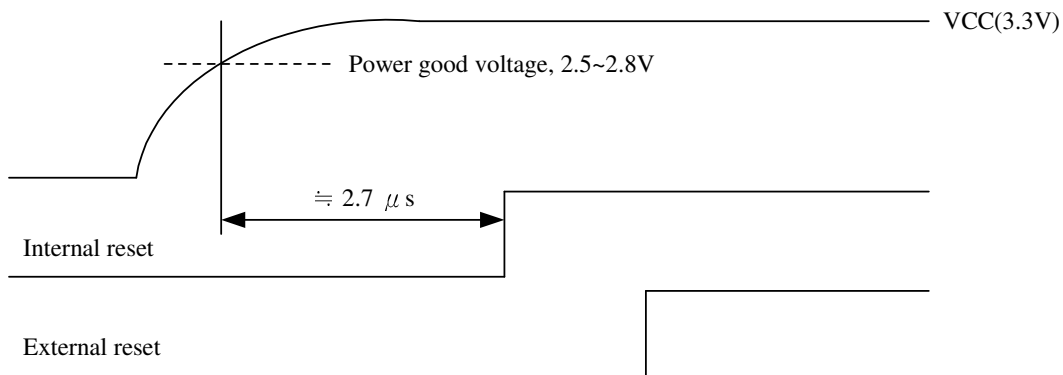 VCC(3.3V)
Power good voltage, 2.5~2.8V
≒ 2.7 μs
Internal reset
External reset